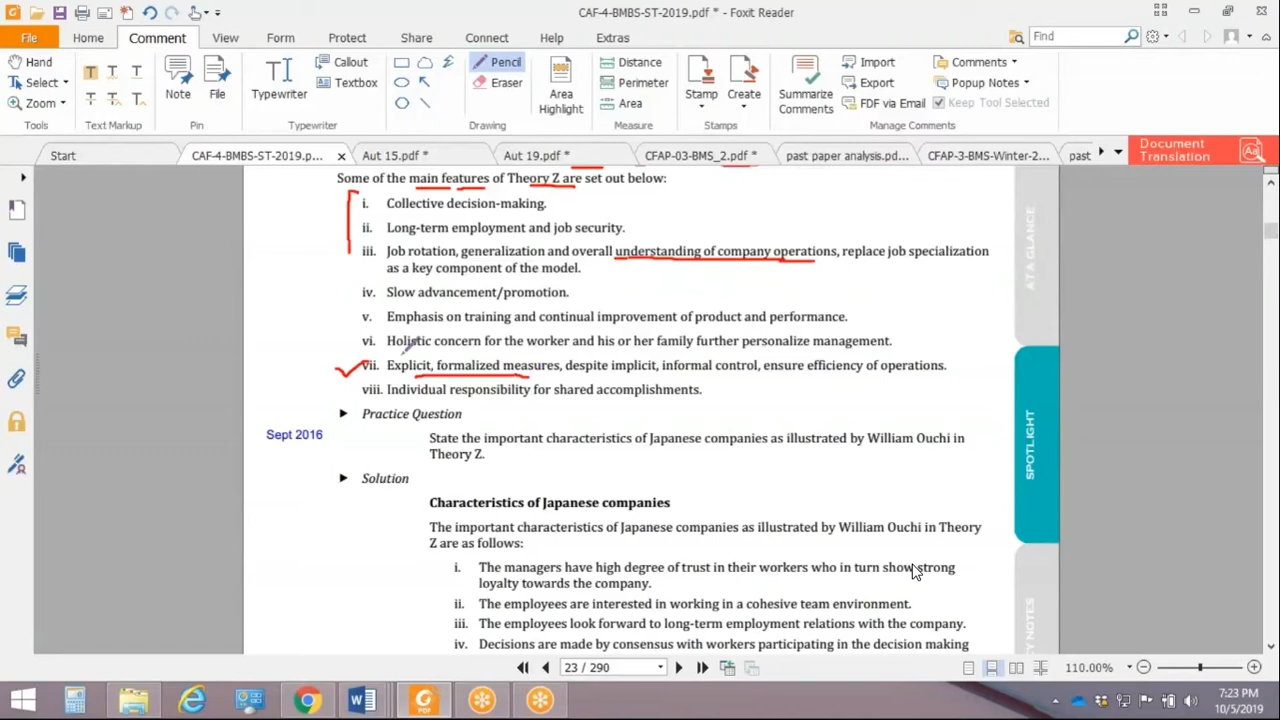 CAF-4-BMBS-ST-2019.pdf * - Foxit Reader
File Home Comment View Form Protect Share Connect Help Extras Find
Hand
Select
Zoom
Tools
Text Markup
Note File
Pin
Typewriter
Callout
Textbox
Typewriter
Pencil
Eraser
Drawing
Area Highlight
Distance
Perimeter
Area
Measure
Stamp Create
Stamps
Summarize Comments
Import
Export
FDF via Email
Comments
Popup Notes
Keep Tool Selected
Manage Comments
Start CAF-4-BMBS-ST-2019.p... Aut 15.pdf * Aut 19.pdf * CFAP-03-BMS_2.pdf * past paper analysis.pd... CFAP-3-BMS-Winter-2... past Document Translation
Some of the main features of Theory Z are set out below:
i. Collective decision-making.
ii. Long-term employment and job security.
iii. Job rotation, generalization and overall understanding of company operations, replace job specialization
as a key component of the model.
iv. Slow advancement/promotion.
v. Emphasis on training and continual improvement of product and performance.
vi. Holistic concern for the worker and his or her family further personalize management.
vii. Explicit, formalized measures, despite implicit, informal control, ensure efficiency of operations.
viii. Individual responsibility for shared accomplishments.
Practice Question
Sept 2016
State the important characteristics of Japanese companies as illustrated by William Ouchi in
Theory Z.
Solution
Characteristics of Japanese companies
The important characteristics of Japanese companies as illustrated by William Ouchi in Theory
Z are as follows:
i. The managers have high degree of trust in their workers who in turn show strong
loyalty towards the company.
ii. The employees are interested in working in a cohesive team environment.
iii. The employees look forward to long-term employment relations with the company.
iv. Decisions are made by consensus with workers participating in the decision making
AT A GLANCE
SPOTLIGHT
Y NOTES
23 / 290
110.00%
7:23 PM
10/5/2019